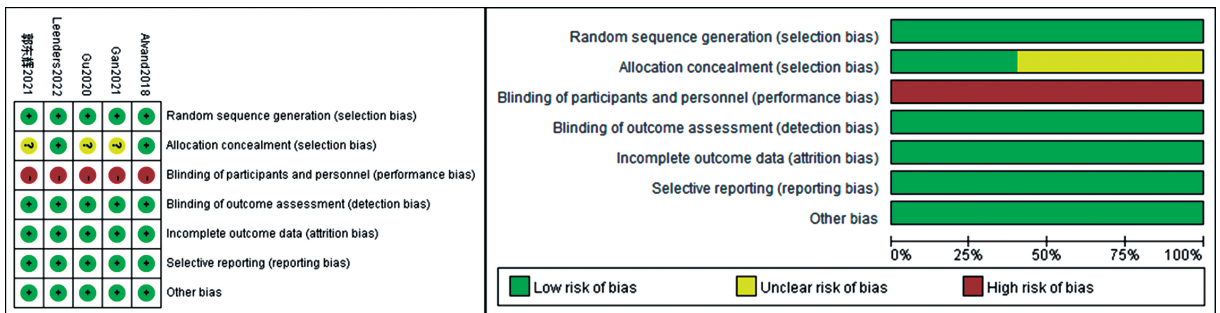 郭东辉2021
Leenders2022
Gu2020
Gan2021
Alvand2018
+ + + + + Random sequence generation (selection bias)
? + ? ? + Allocation concealment (selection bias)
- - - - - Blinding of participants and personnel (performance bias)
+ + + + + Blinding of outcome assessment (detection bias)
+ + + + + Incomplete outcome data (attrition bias)
+ + + + + Selective reporting (reporting bias)
+ + + + + Other bias
Random sequence generation (selection bias)
Allocation concealment (selection bias)
Blinding of participants and personnel (performance bias)
Blinding of outcome assessment (detection bias)
Incomplete outcome data (attrition bias)
Selective reporting (reporting bias)
Other bias
0% 25% 50% 75% 100%
Low risk of bias Unclear risk of bias High risk of bias